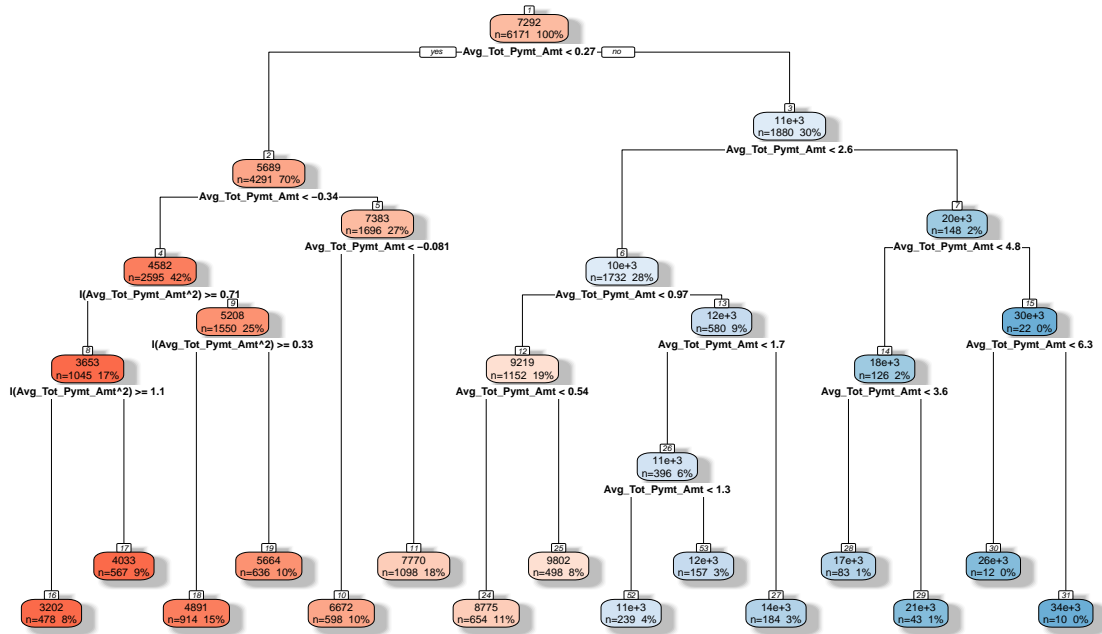 1
7292
n=6171 100%
yes
Avg_Tot_Pymt_Amt < 0.27
no
3
11e+3
n=1880 30%
Avg_Tot_Pymt_Amt < 2.6
2
5689
n=4291 70%
Avg_Tot_Pymt_Amt < −0.34
5
7383
n=1696 27%
Avg_Tot_Pymt_Amt < −0.081
7
20e+3
n=148 2%
Avg_Tot_Pymt_Amt < 4.8
4
4582
n=2595 42%
I(Avg_Tot_Pymt_Amt^2) >= 0.71
6
10e+3
n=1732 28%
Avg_Tot_Pymt_Amt < 0.97
9
5208
n=1550 25%
I(Avg_Tot_Pymt_Amt^2) >= 0.33
13
12e+3
n=580 9%
Avg_Tot_Pymt_Amt < 1.7
15
30e+3
n=22 0%
Avg_Tot_Pymt_Amt < 6.3
8
3653
n=1045 17%
I(Avg_Tot_Pymt_Amt^2) >= 1.1
12
9219
n=1152 19%
Avg_Tot_Pymt_Amt < 0.54
14
18e+3
n=126 2%
Avg_Tot_Pymt_Amt < 3.6
26
11e+3
n=396 6%
Avg_Tot_Pymt_Amt < 1.3
17
4033
n=567 9%
19
5664
n=636 10%
11
7770
n=1098 18%
25
9802
n=498 8%
53
12e+3
n=157 3%
28
17e+3
n=83 1%
30
26e+3
n=12 0%
16
3202
n=478 8%
18
4891
n=914 15%
10
6672
n=598 10%
24
8775
n=654 11%
52
11e+3
n=239 4%
27
14e+3
n=184 3%
29
21e+3
n=43 1%
31
34e+3
n=10 0%